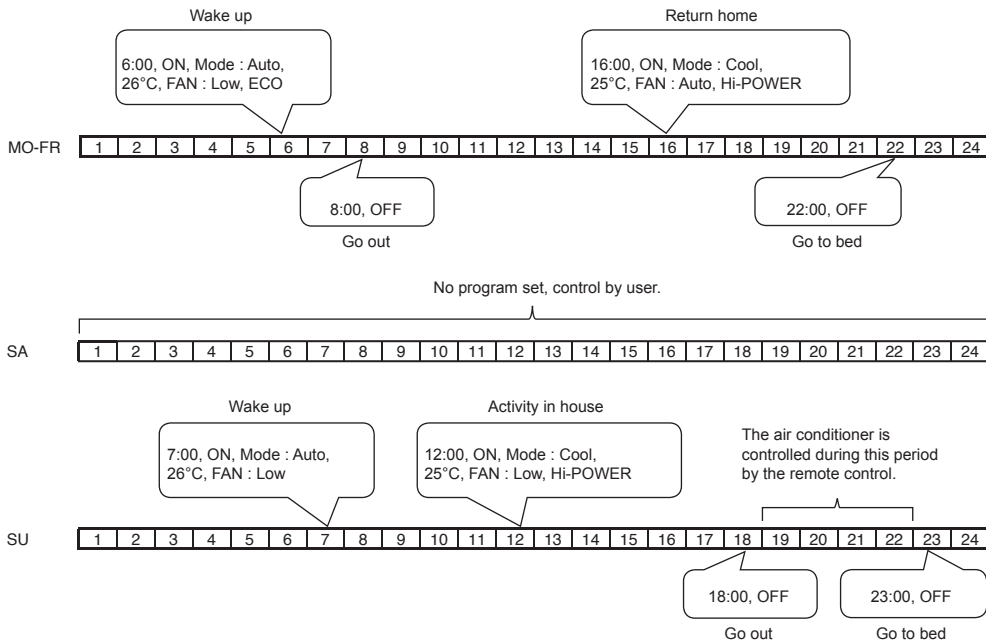 Wake up
Return home
6:00, ON, Mode : Auto,
26°C, FAN : Low, ECO
16:00, ON, Mode : Cool,
25°C, FAN : Auto, Hi-POWER
MO-FR 1 2 3 4 5 6 7 8 9 10 11 12 13 14 15 16 17 18 19 20 21 22 23 24
8:00, OFF
22:00, OFF
Go out
Go to bed
No program set, control by user.
SA 1 2 3 4 5 6 7 8 9 10 11 12 13 14 15 16 17 18 19 20 21 22 23 24
Wake up
Activity in house
7:00, ON, Mode : Auto,
26°C, FAN : Low
12:00, ON, Mode : Cool,
25°C, FAN : Low, Hi-POWER
The air conditioner is
controlled during this period
by the remote control.
SU 1 2 3 4 5 6 7 8 9 10 11 12 13 14 15 16 17 18 19 20 21 22 23 24
18:00, OFF
23:00, OFF
Go out
Go to bed